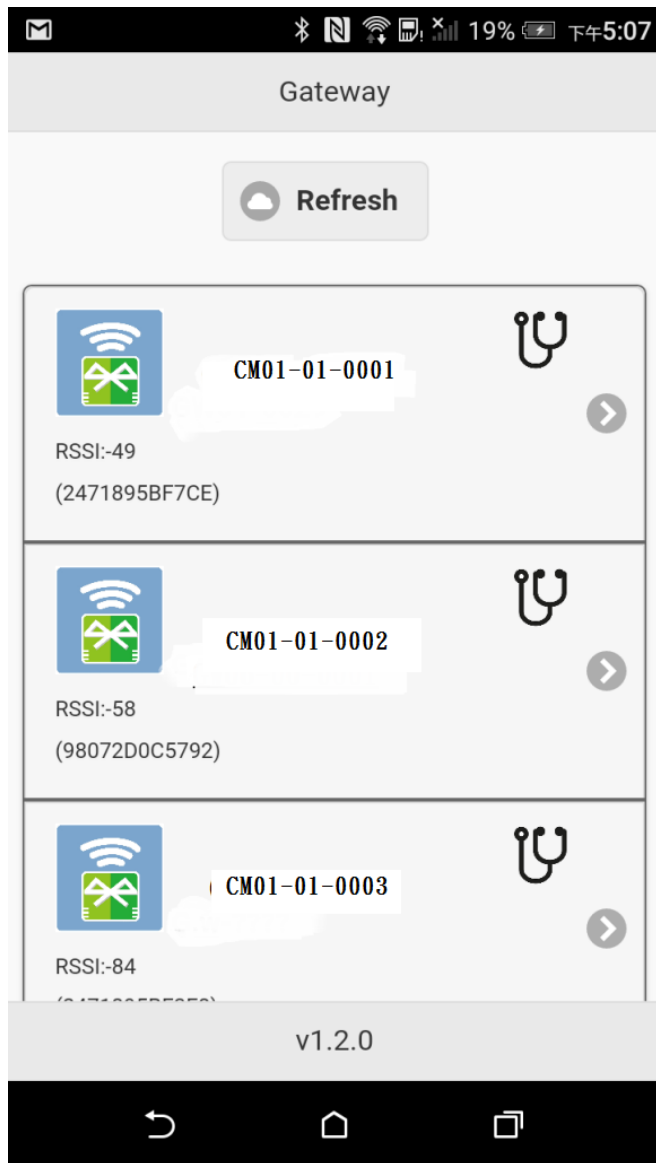 19% 下午5:07
Gateway
Refresh
CM01-01-0001
RSSI:-49
(2471895BF7CE)
CM01-01-0002
RSSI:-58
(98072D0C5792)
CM01-01-0003
RSSI:-84
v1.2.0